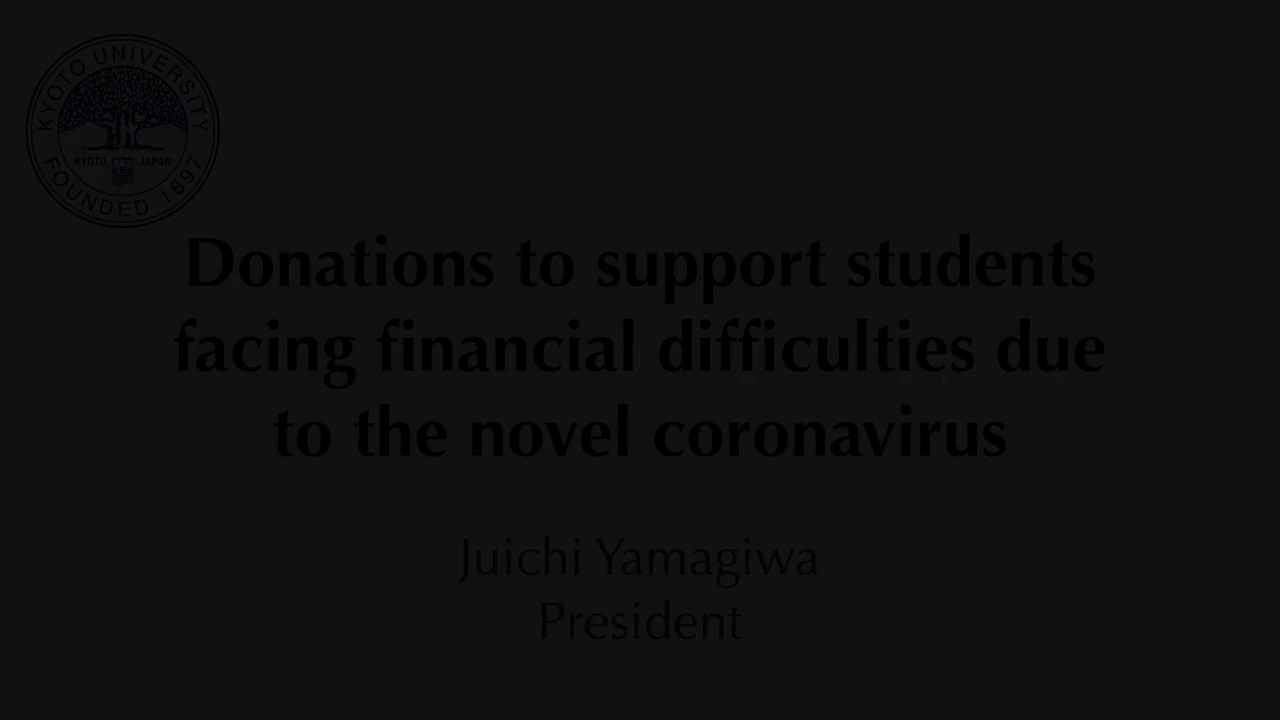 KYOTO UNIVERSITY
KYOTO JAPAN
FOUNDED 1897
Donations to support students
facing financial difficulties due
to the novel coronavirus
Juichi Yamagiwa
President